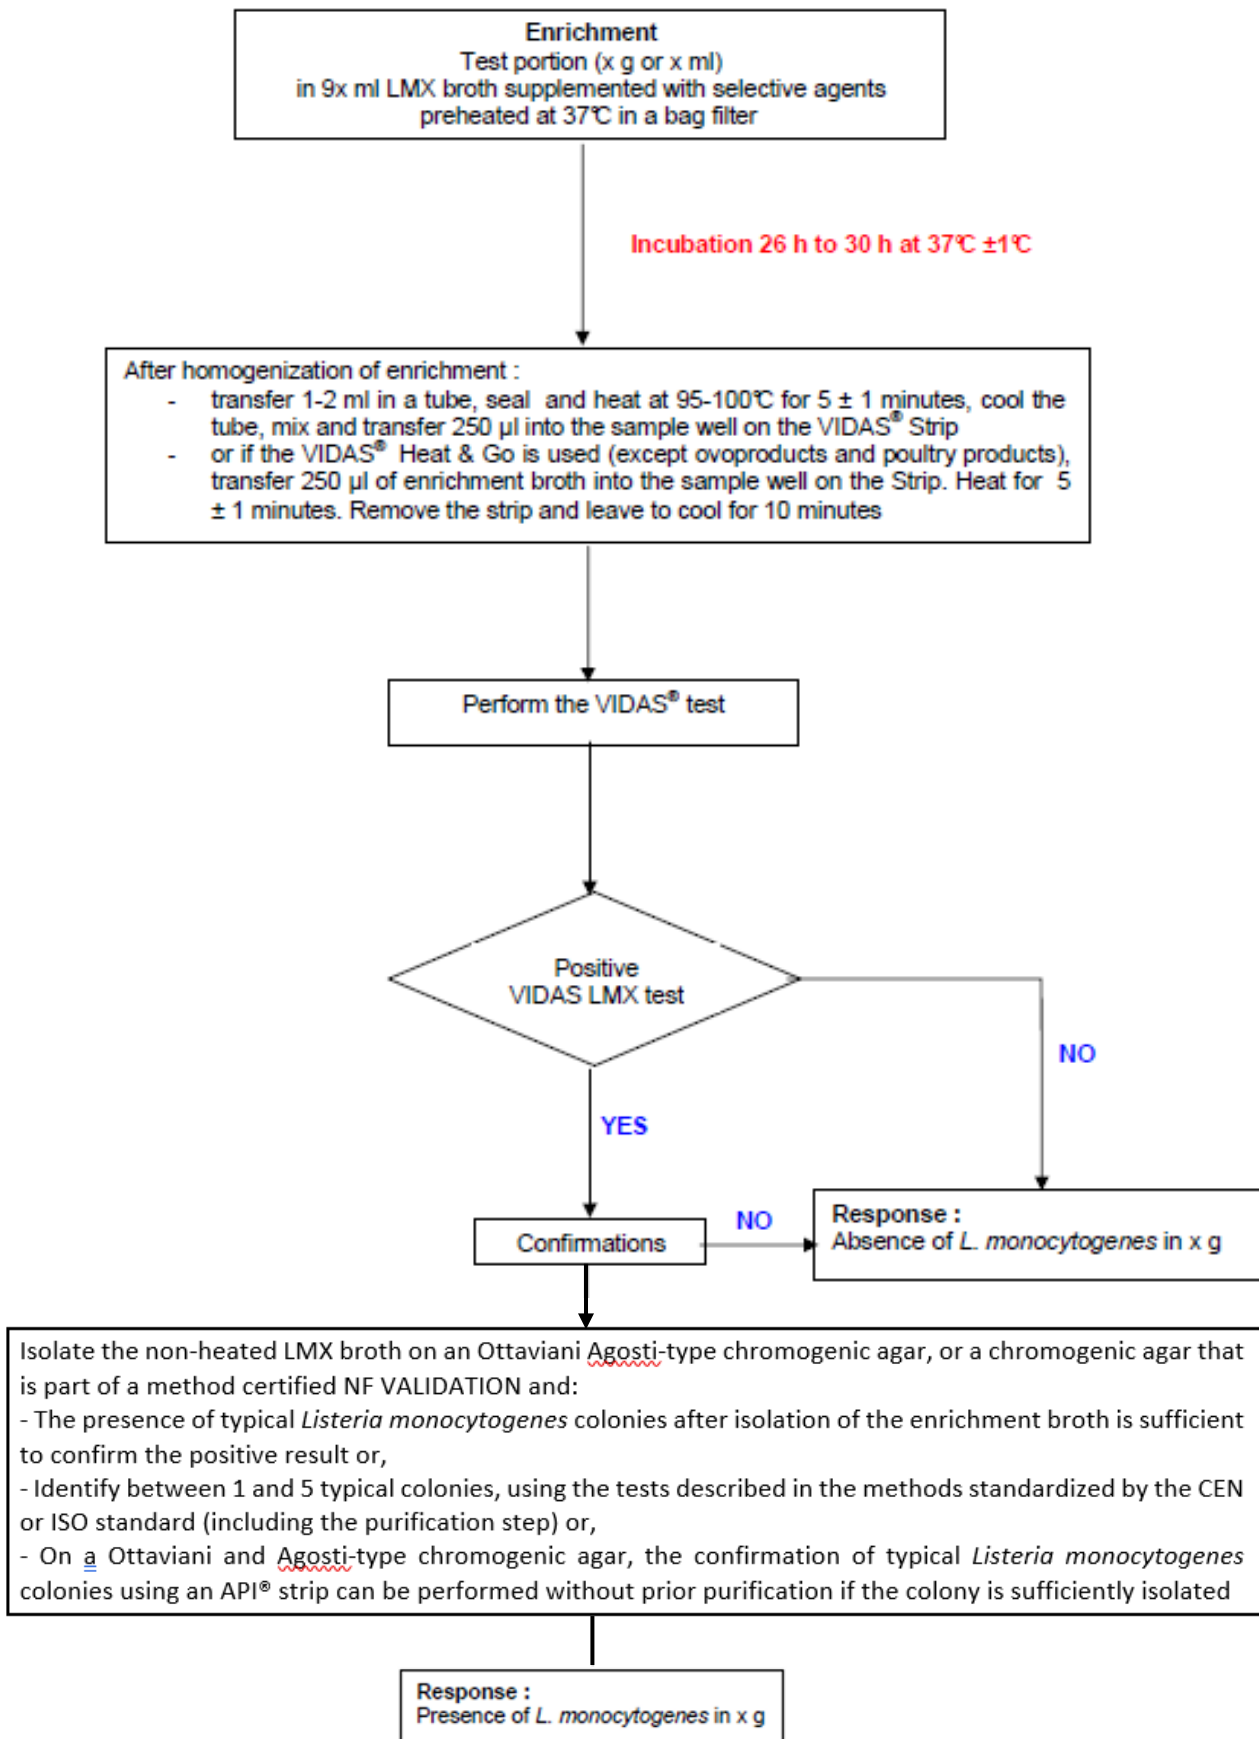 Enrichment
Test portion (x g or x ml)
in 9x ml LMX broth supplemented with selective agents
preheated at 37°C in a bag filter
Incubation 26 h to 30 h at 37°C ±1°C
After homogenization of enrichment :
- transfer 1-2 ml in a tube, seal and heat at 95-100°C for 5 ± 1 minutes, cool the
tube, mix and transfer 250 µl into the sample well on the VIDAS® Strip
- or if the VIDAS® Heat & Go is used (except ovoproducts and poultry products),
transfer 250 µl of enrichment broth into the sample well on the Strip. Heat for 5
± 1 minutes. Remove the strip and leave to cool for 10 minutes
Perform the VIDAS® test
Positive
VIDAS LMX test
NO
YES
Confirmations
NO
Response :
Absence of L. monocytogenes in x g
Isolate the non-heated LMX broth on an Ottaviani Agosti-type chromogenic agar, or a chromogenic agar that
is part of a method certified NF VALIDATION and:
- The presence of typical Listeria monocytogenes colonies after isolation of the enrichment broth is sufficient
to confirm the positive result or,
- Identify between 1 and 5 typical colonies, using the tests described in the methods standardized by the CEN
or ISO standard (including the purification step) or,
- On a Ottaviani and Agosti-type chromogenic agar, the confirmation of typical Listeria monocytogenes
colonies using an API® strip can be performed without prior purification if the colony is sufficiently isolated
Response :
Presence of L. monocytogenes in x g